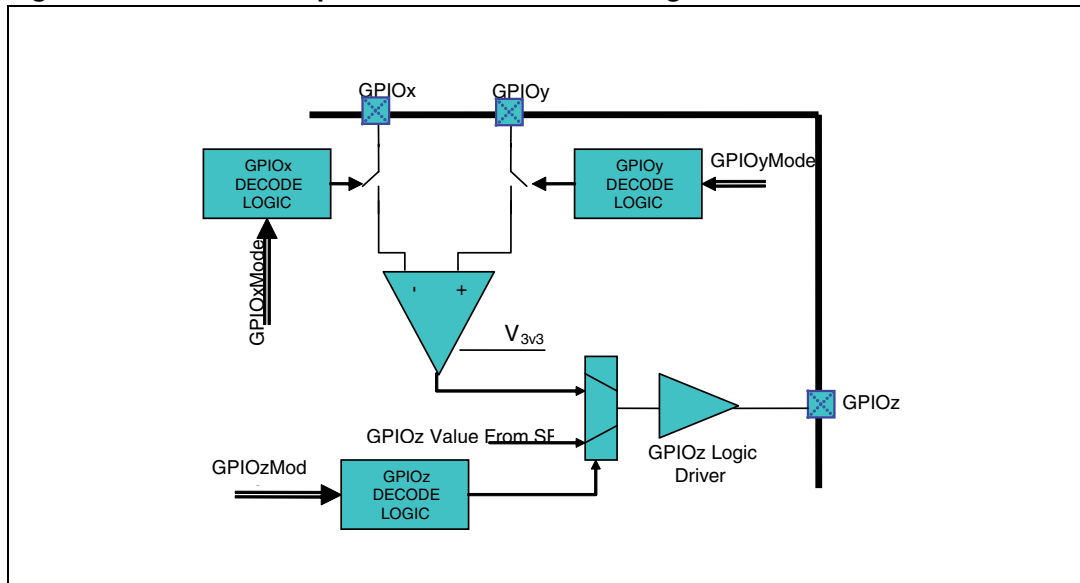 GPIOx
GPIOy
GPIOx
DECODE
LOGIC
GPIOy
DECODE
LOGIC
GPIOyMode
GPIOxMode
- +
V3v3
GPIOz
GPIOz Value From
GPIOz Logic
Driver
GPIOzMod
GPIOz
DECODE
LOGIC